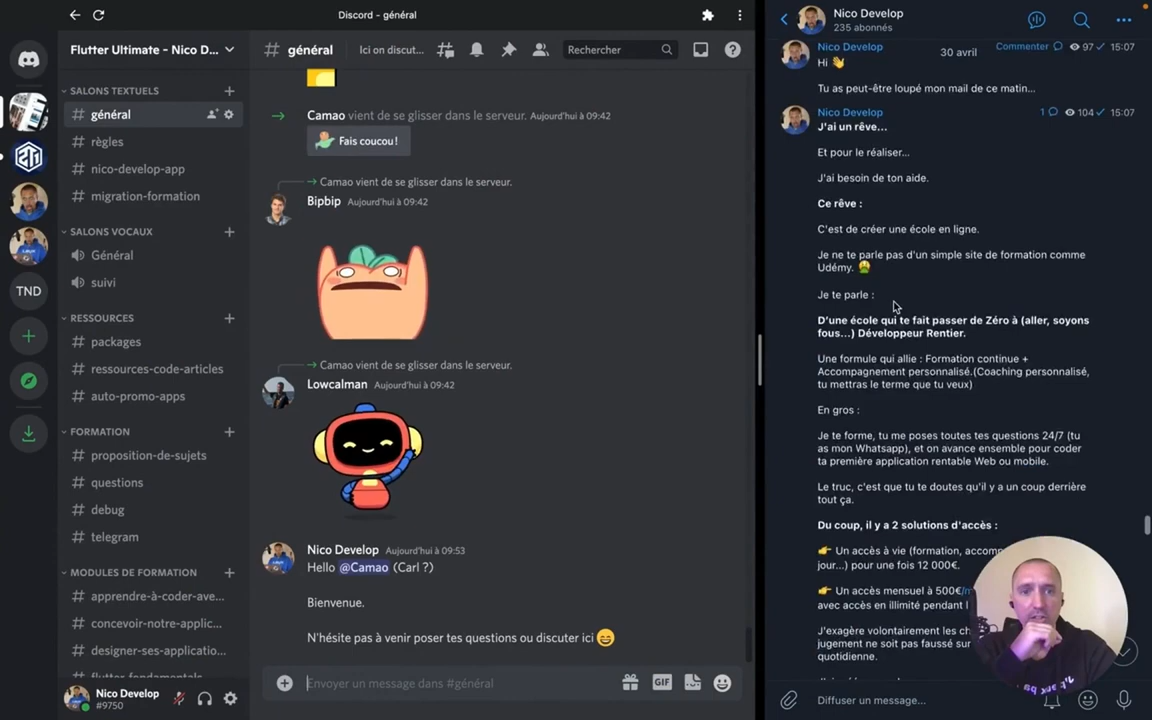 Discord - général
Flutter Ultimate - Nico D...
SALONS TEXTUELS
# général
# règles
# nico-develop-app
# migration-formation
SALONS VOCAUX
Général
suivi
TND
RESSOURCES
# packages
# ressources-code-articles
# auto-promo-apps
FORMATION
# proposition-de-sujets
# questions
# debug
# telegram
MODULES DE FORMATION
# apprendre-à-coder-ave...
# concevoir-notre-applic...
# designer-ses-applicatio...
Nico Develop
#9750
# général
Ici on discut...
Rechercher
Camao vient de se glisser dans le serveur. Aujourd'hui à 09:42
Fais coucou !
Camao vient de se glisser dans le serveur.
Bipbip Aujourd'hui à 09:42
Camao vient de se glisser dans le serveur.
Lowcalman Aujourd'hui à 09:42
Nico Develop Aujourd'hui à 09:53
Hello @Camao (Carl ?)
Bienvenue.
N'hésite pas à venir poser tes questions ou discuter ici 😄
Envoyer un message dans #général
GIF
Nico Develop
235 abonnés
30 avril
Nico Develop
Commenter 97 15:07
Hi 👋
Tu as peut-être loupé mon mail de ce matin...
Nico Develop
1 104 15:07
J'ai un rêve...
Et pour le réaliser...
J'ai besoin de ton aide.
Ce rêve :
C'est de créer une école en ligne.
Je ne te parle pas d'un simple site de formation comme
Udémy. 🤮
Je te parle :
D'une école qui te fait passer de Zéro à (aller, soyons
fous...) Développeur Rentier.
Une formule qui allie : Formation continue +
Accompagnement personnalisé.(Coaching personnalisé,
tu mettras le terme que tu veux)
En gros :
Je te forme, tu me poses toutes tes questions 24/7 (tu
as mon Whatsapp), et on avance ensemble pour coder
ta première application rentable Web ou mobile.
Le truc, c'est que tu te doutes qu'il y a un coup derrière
tout ça.
Du coup, il y a 2 solutions d'accès :
👉 Un accès à vie (formation, accomp
jour...) pour une fois 12 000€.
👉 Un accès mensuel à 500€/
avec accès en illimité pendant l
J'exagère volontairement les ch
jugement ne soit pas faussé su
quotidienne.
Diffuser un message...